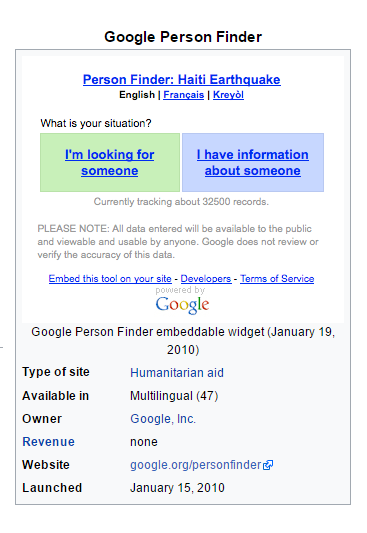 Google Person Finder
Person Finder: Haiti Earthquake
English | Français | Kreyòl
What is your situation?
I'm looking for
someone
I have information
about someone
Currently tracking about 32500 records.
PLEASE NOTE: All data entered will be available to the public
and viewable and usable by anyone. Google does not review or
verify the accuracy of this data.
Embed this tool on your site - Developers - Terms of Service
powered by
Google
Google Person Finder embeddable widget (January 19,
2010)
Type of site Humanitarian aid
Available in Multilingual (47)
Owner Google, Inc.
Revenue none
Website google.org/personfinder
Launched January 15, 2010